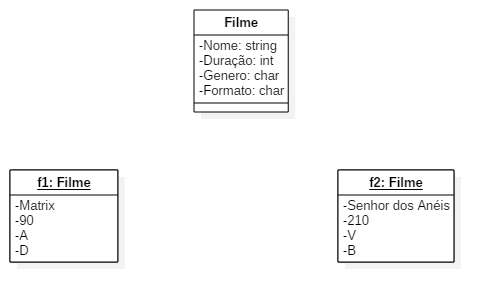 Filme
-Nome: string
-Duração: int
-Genero: char
-Formato: char
f1: Filme
-Matrix
-90
-A
-D
f2: Filme
-Senhor dos Anéis
-210
-V
-B